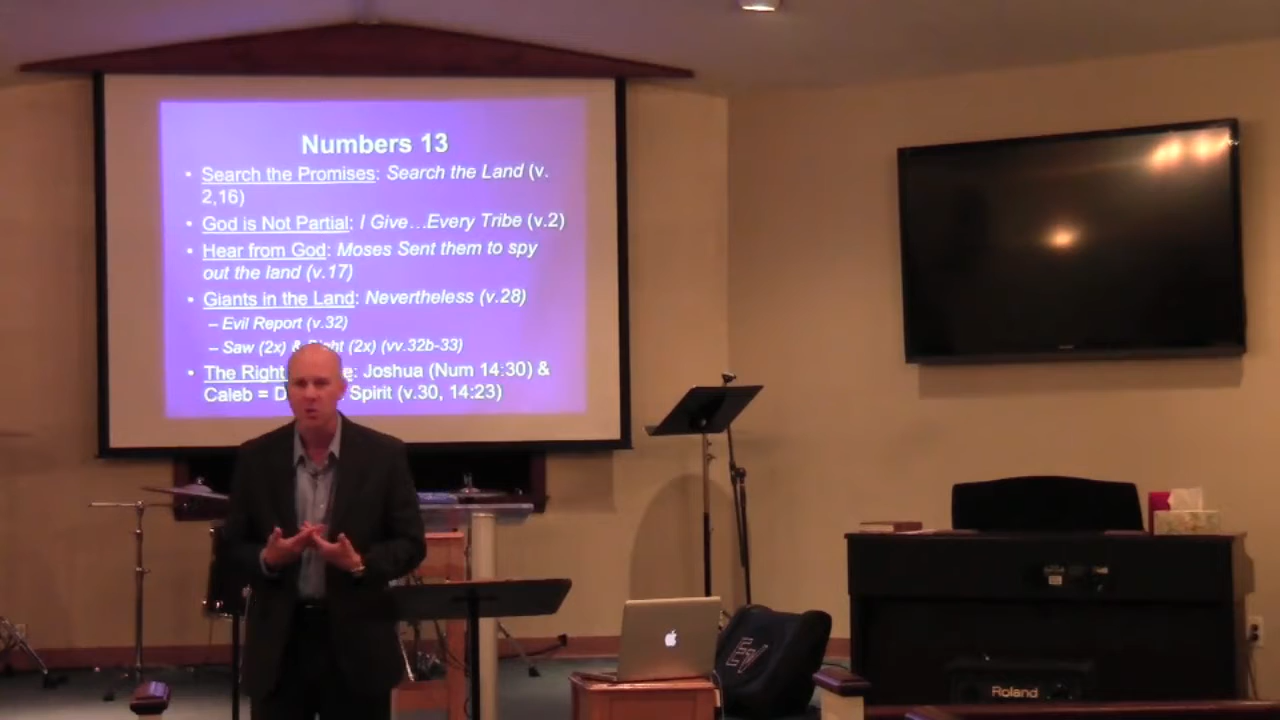 Numbers 13
• Search the Promises: Search the Land (v.
2,16)
• God is Not Partial: I Give...Every Tribe (v.2)
• Hear from God: Moses Sent them to spy
out the land (v.17)
• Giants in the Land: Nevertheless (v.28)
– Evil Report (v.32)
– Saw (2x) & (2x) (vv.32b-33)
• The Right : Joshua (Num 14:30) &
Caleb = Spirit (v.30, 14:23)
EV
Roland